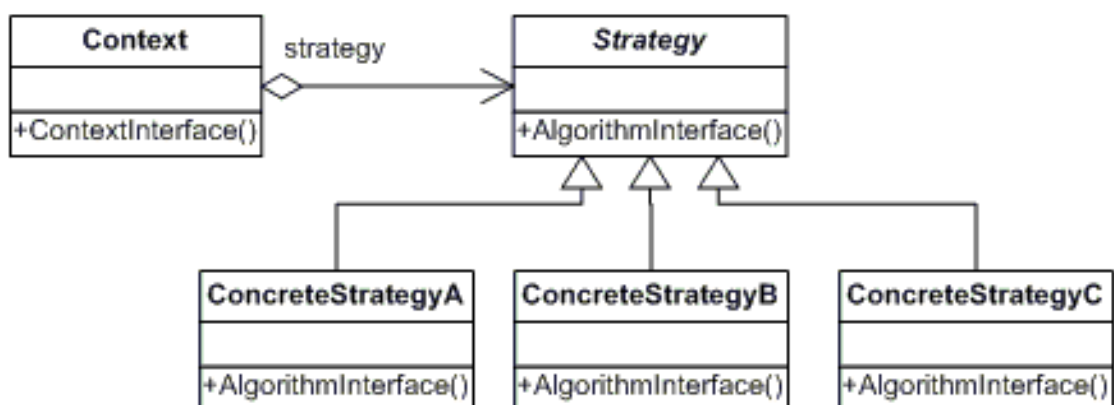 Context
strategy
Strategy
+ContextInterface()
+AlgorithmInterface()
ConcreteStrategyA
ConcreteStrategyB
ConcreteStrategyC
+AlgorithmInterface()
+AlgorithmInterface()
+AlgorithmInterface()